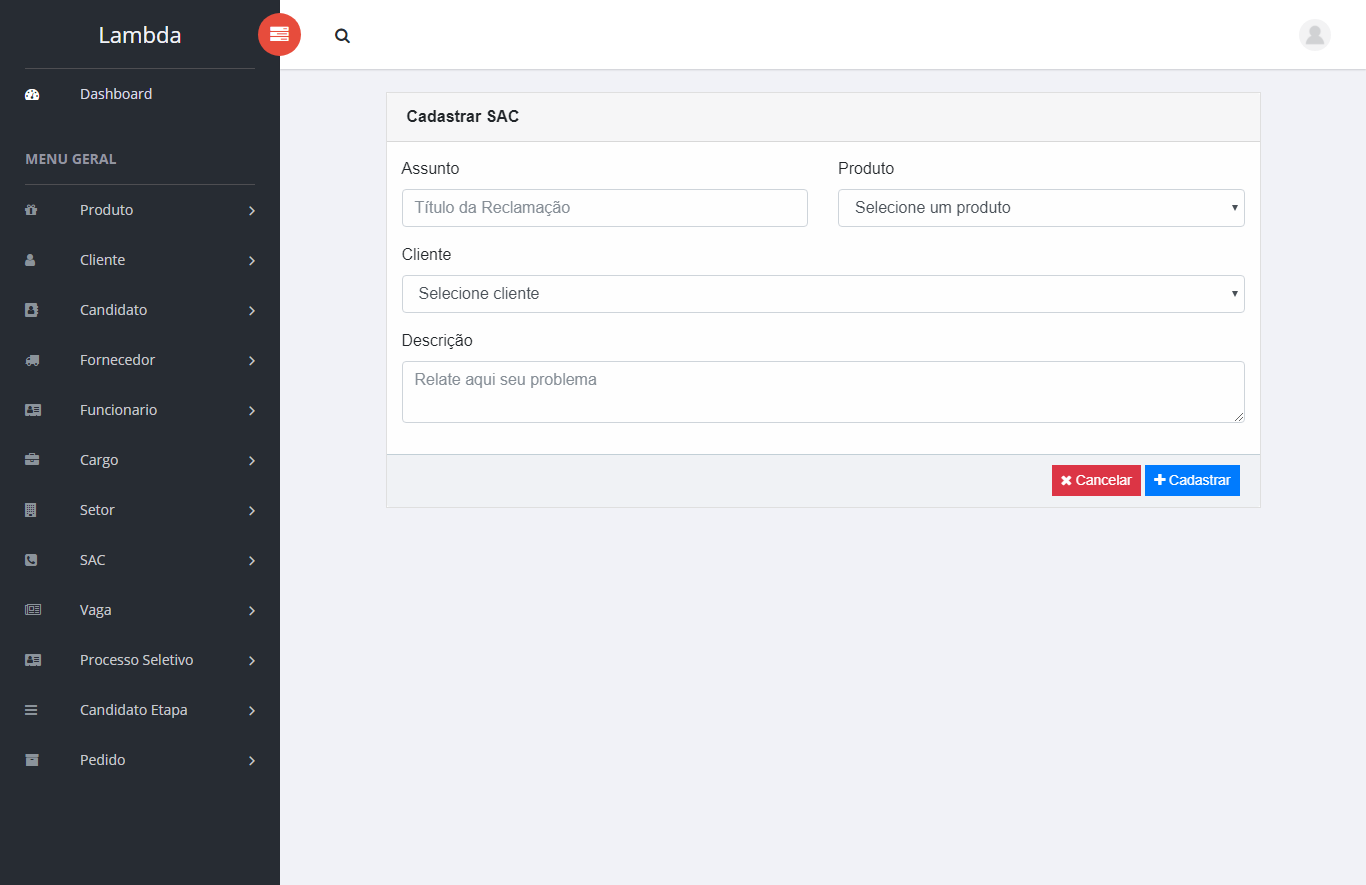 Lambda
Dashboard
MENU GERAL
Produto
Cliente
Candidato
Fornecedor
Funcionario
Cargo
Setor
SAC
Vaga
Processo Seletivo
Candidato Etapa
Pedido
Cadastrar SAC
Assunto
Produto
Título da Reclamação
Selecione um produto
Cliente
Selecione cliente
Descrição
Relate aqui seu problema
Cancelar
Cadastrar